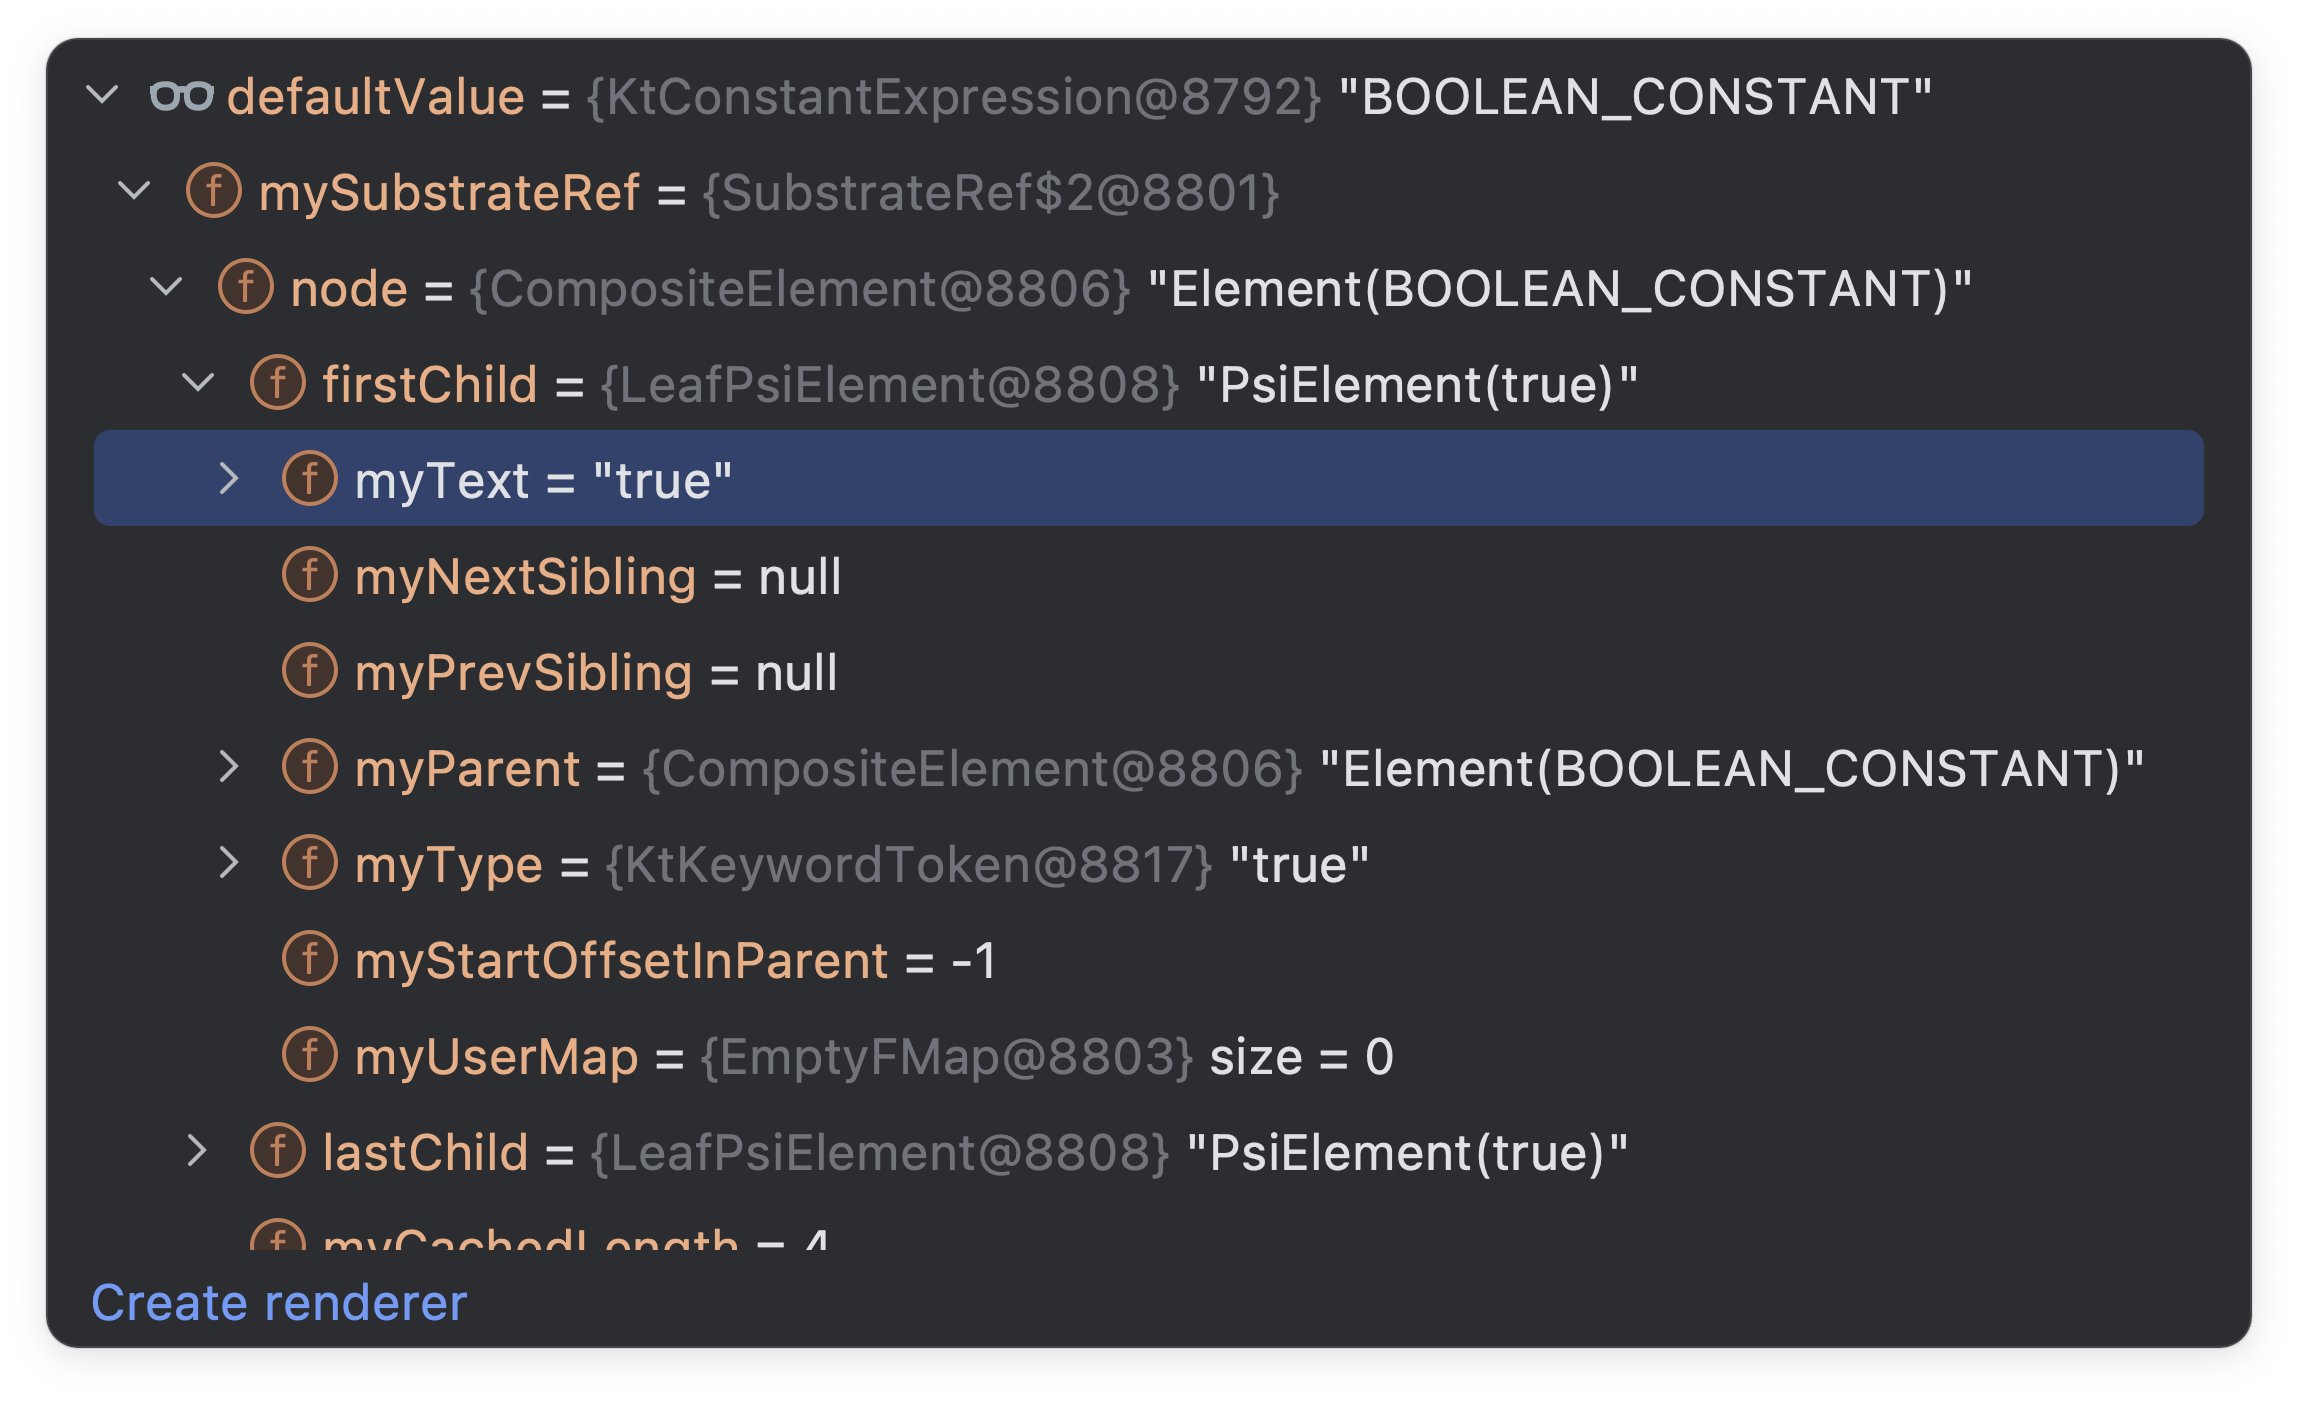 defaultValue = {KtConstantExpression@8792} "BOOLEAN_CONSTANT"
f mySubstrateRef = {SubstrateRef$2@8801}
f node = {CompositeElement@8806} "Element(BOOLEAN_CONSTANT)"
f firstChild = {LeafPsiElement@8808} "PsiElement(true)"
f myText = "true"
f myNextSibling = null
f myPrevSibling = null
f myParent = {CompositeElement@8806} "Element(BOOLEAN_CONSTANT)"
f myType = {KtKeywordToken@8817} "true"
f myStartOffsetInParent = -1
f myUserMap = {EmptyFMap@8803} size = 0
f lastChild = {LeafPsiElement@8808} "PsiElement(true)"
f myCachedLength = 4
Create renderer